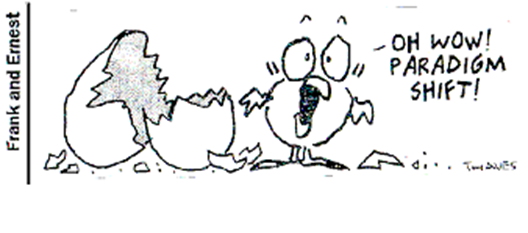 Frank and Ernest
OH WOW!
PARADIGM
SHIFT!
THAVES